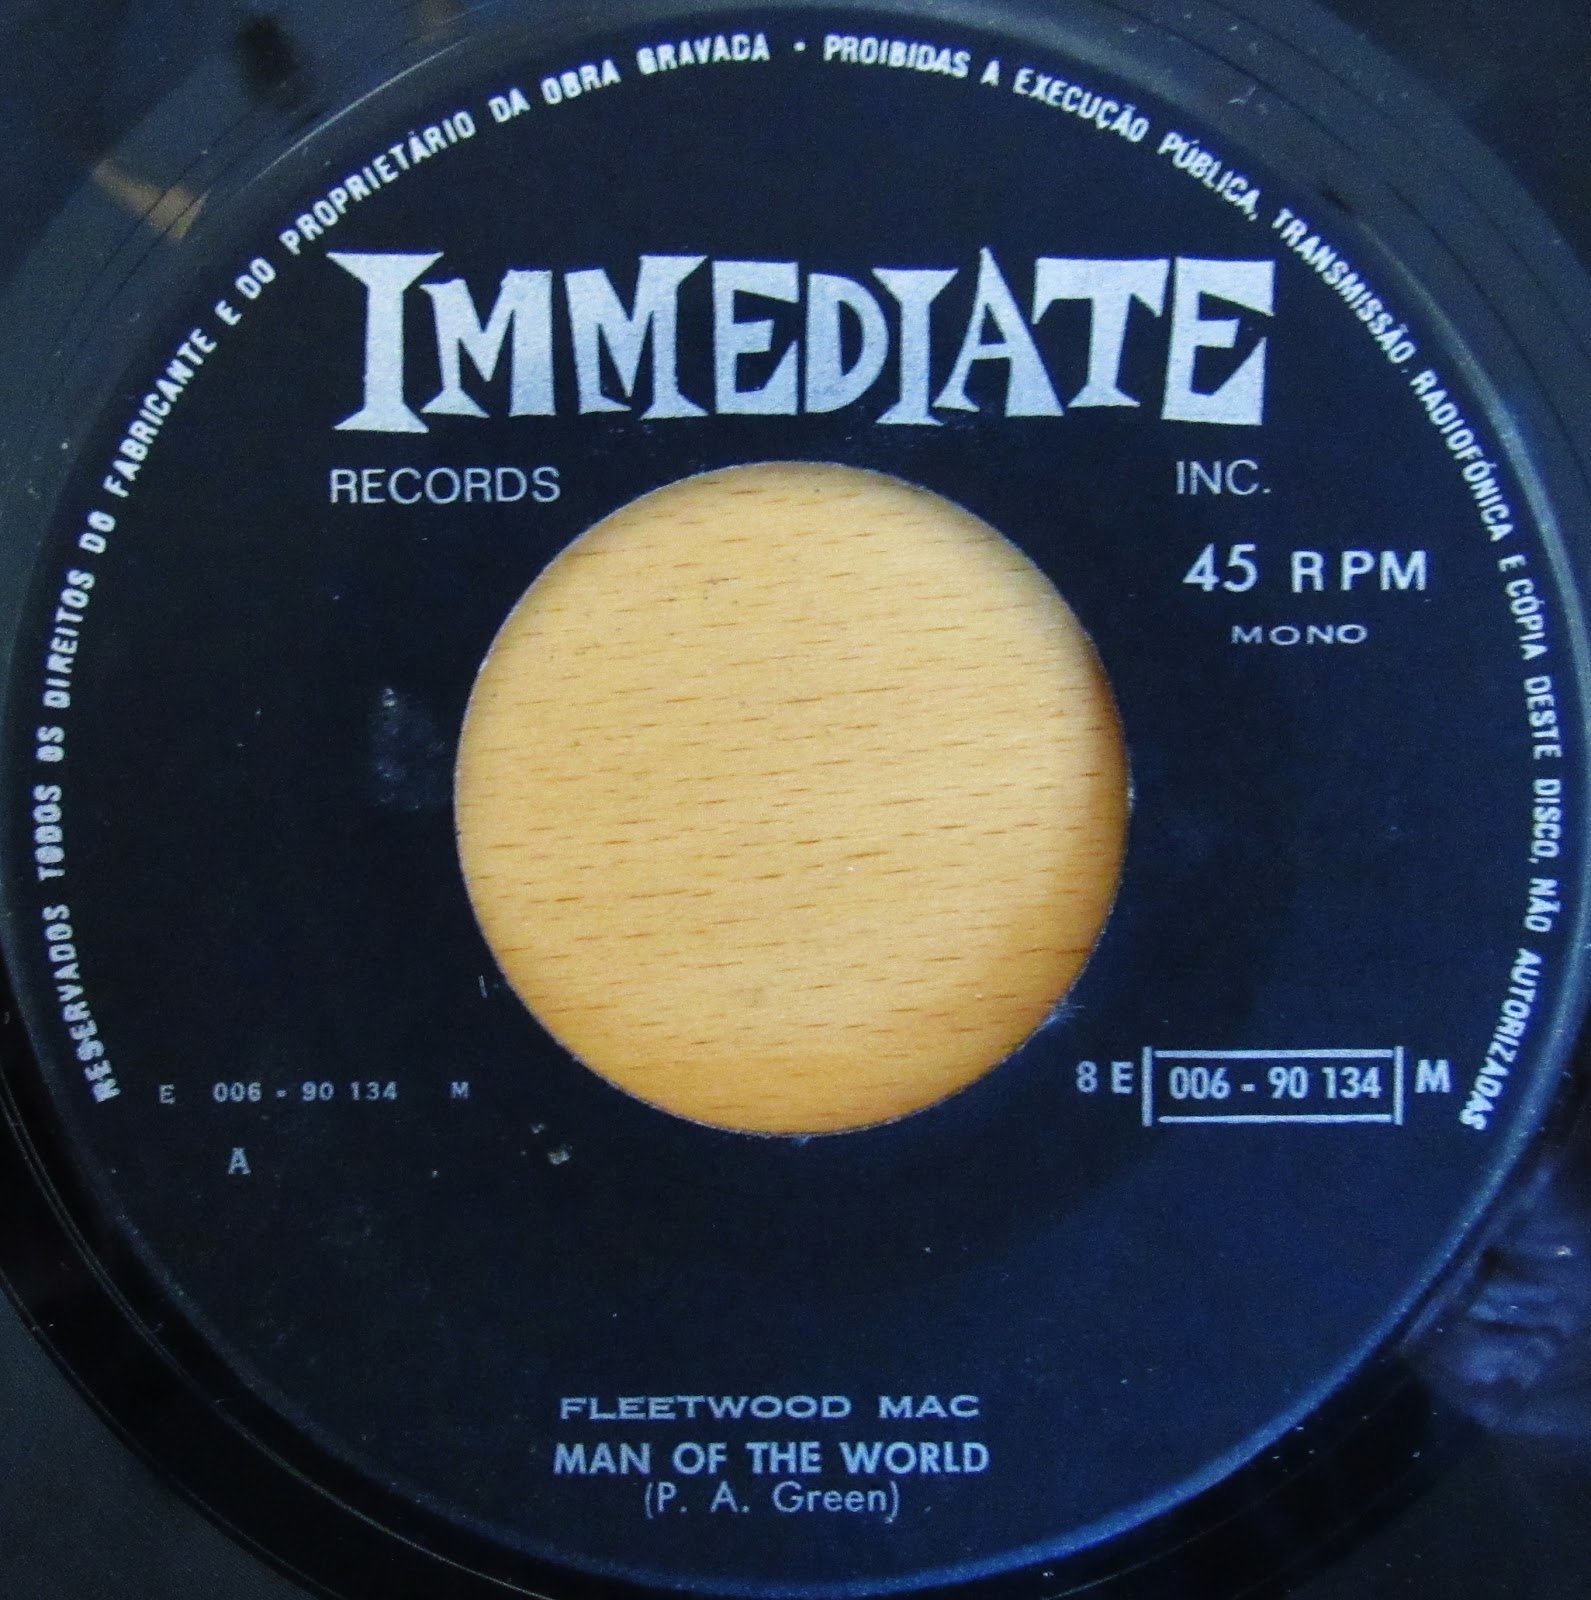 RESERVADOS TODOS OS DIREITOS DO FABRICANTE E DO PROPRIETÁRIO DA OBRA GRAVADA · PROIBIDAS A EXECUÇÃO PÚBLICA, TRANSMISSÃO, RADIOFÓNICA E CÓPIA DESTE DISCO, NÃO AUTORIZADAS
IMMEDIATE
RECORDS INC.
45 RPM
MONO
E 006 - 90 134 M
A
8 E 006 - 90 134 M
FLEETWOOD MAC
MAN OF THE WORLD
(P. A. Green)